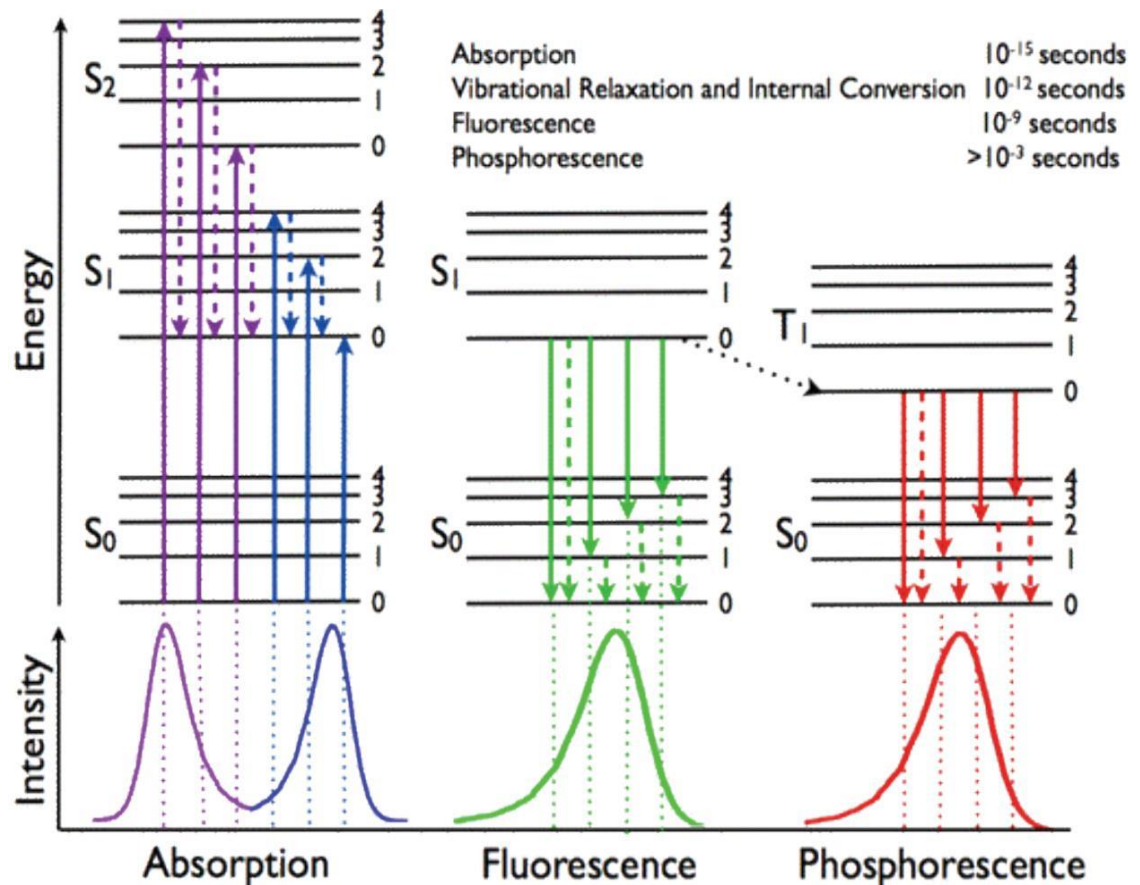 Energy
S2
4
3
2
1
0
S1
4
3
2
1
0
S0
4
3
2
1
0
Absorption 10⁻¹⁵ seconds
Vibrational Relaxation and Internal Conversion 10⁻¹² seconds
Fluorescence 10⁻⁹ seconds
Phosphorescence >10⁻³ seconds
S1
4
3
2
1
0
S0
4
3
2
1
0
T1
4
3
2
1
0
S0
4
3
2
1
0
Intensity
Absorption
Fluorescence
Phosphorescence